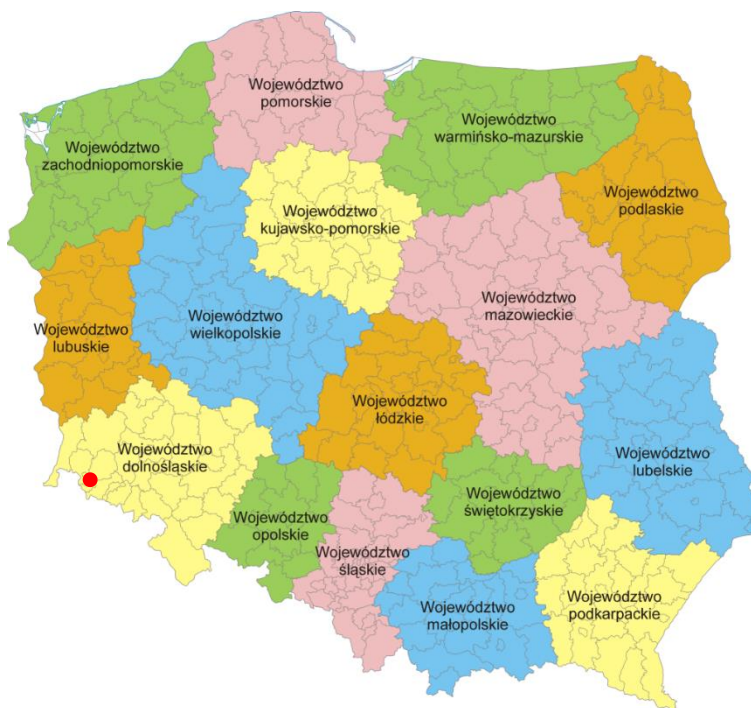 Województwo
pomorskie
Województwo
warmińsko-mazurskie
Województwo
zachodniopomorskie
Województwo
podlaskie
Województwo
kujawsko-pomorskie
Województwo
mazowieckie
Województwo
wielkopolskie
Województwo
lubuskie
Województwo
łódzkie
Województwo
dolnośląskie
Województwo
lubelskie
Województwo
świętokrzyskie
Województwo
opolskie
Województwo
śląskie
Województwo
małopolskie
Województwo
podkarpackie